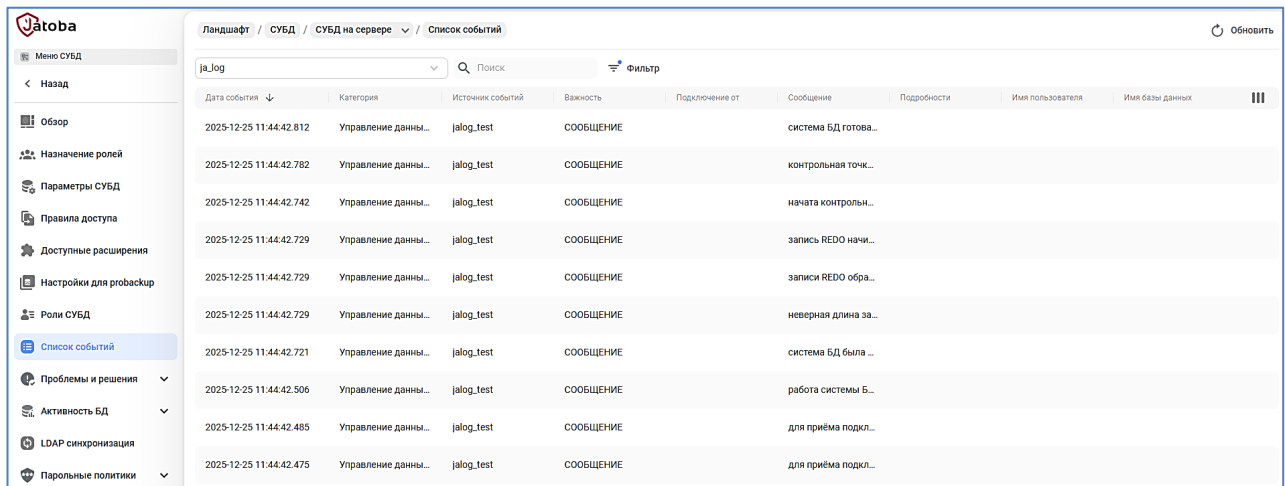 Jatoba
Меню СУБД
Назад
Обзор
Назначение ролей
Параметры СУБД
Правила доступа
Доступные расширения
Настройки для probackup
Роли СУБД
Список событий
Проблемы и решения
Активность БД
LDAP синхронизация
Парольные политики
Ландшафт / СУБД / СУБД на сервере / Список событий
Обновить
ja_log Поиск Фильтр
Дата события Категория Источник событий Важность Подключение от Сообщение Подробности Имя пользователя Имя базы данных
2025-12-25 11:44:42.812 Управление данны... jalog_test СООБЩЕНИЕ система БД готова...
2025-12-25 11:44:42.782 Управление данны... jalog_test СООБЩЕНИЕ контрольная точк...
2025-12-25 11:44:42.742 Управление данны... jalog_test СООБЩЕНИЕ начата контрольн...
2025-12-25 11:44:42.729 Управление данны... jalog_test СООБЩЕНИЕ запись REDO начи...
2025-12-25 11:44:42.729 Управление данны... jalog_test СООБЩЕНИЕ записи REDO обра...
2025-12-25 11:44:42.729 Управление данны... jalog_test СООБЩЕНИЕ неверная длина за...
2025-12-25 11:44:42.721 Управление данны... jalog_test СООБЩЕНИЕ система БД была ...
2025-12-25 11:44:42.506 Управление данны... jalog_test СООБЩЕНИЕ работа системы Б...
2025-12-25 11:44:42.485 Управление данны... jalog_test СООБЩЕНИЕ для приёма подкл...
2025-12-25 11:44:42.475 Управление данны... jalog_test СООБЩЕНИЕ для приёма подкл...